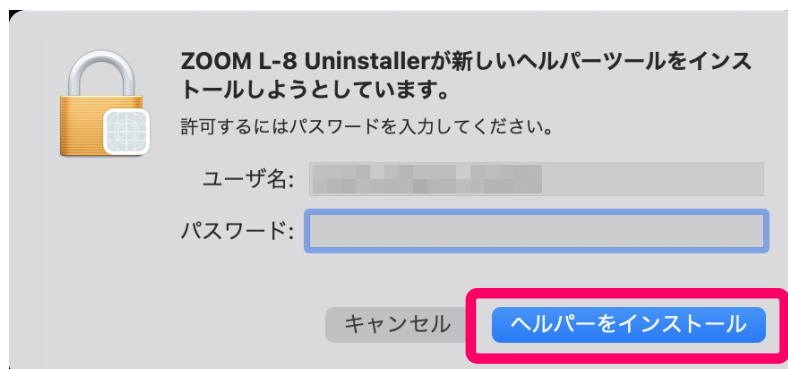 ZOOM L-8 Uninstallerが新しいヘルパーツールをインス
トールしようとしています。
許可するにはパスワードを入力してください。
ユーザ名:
パスワード:
キャンセル
ヘルパーをインストール